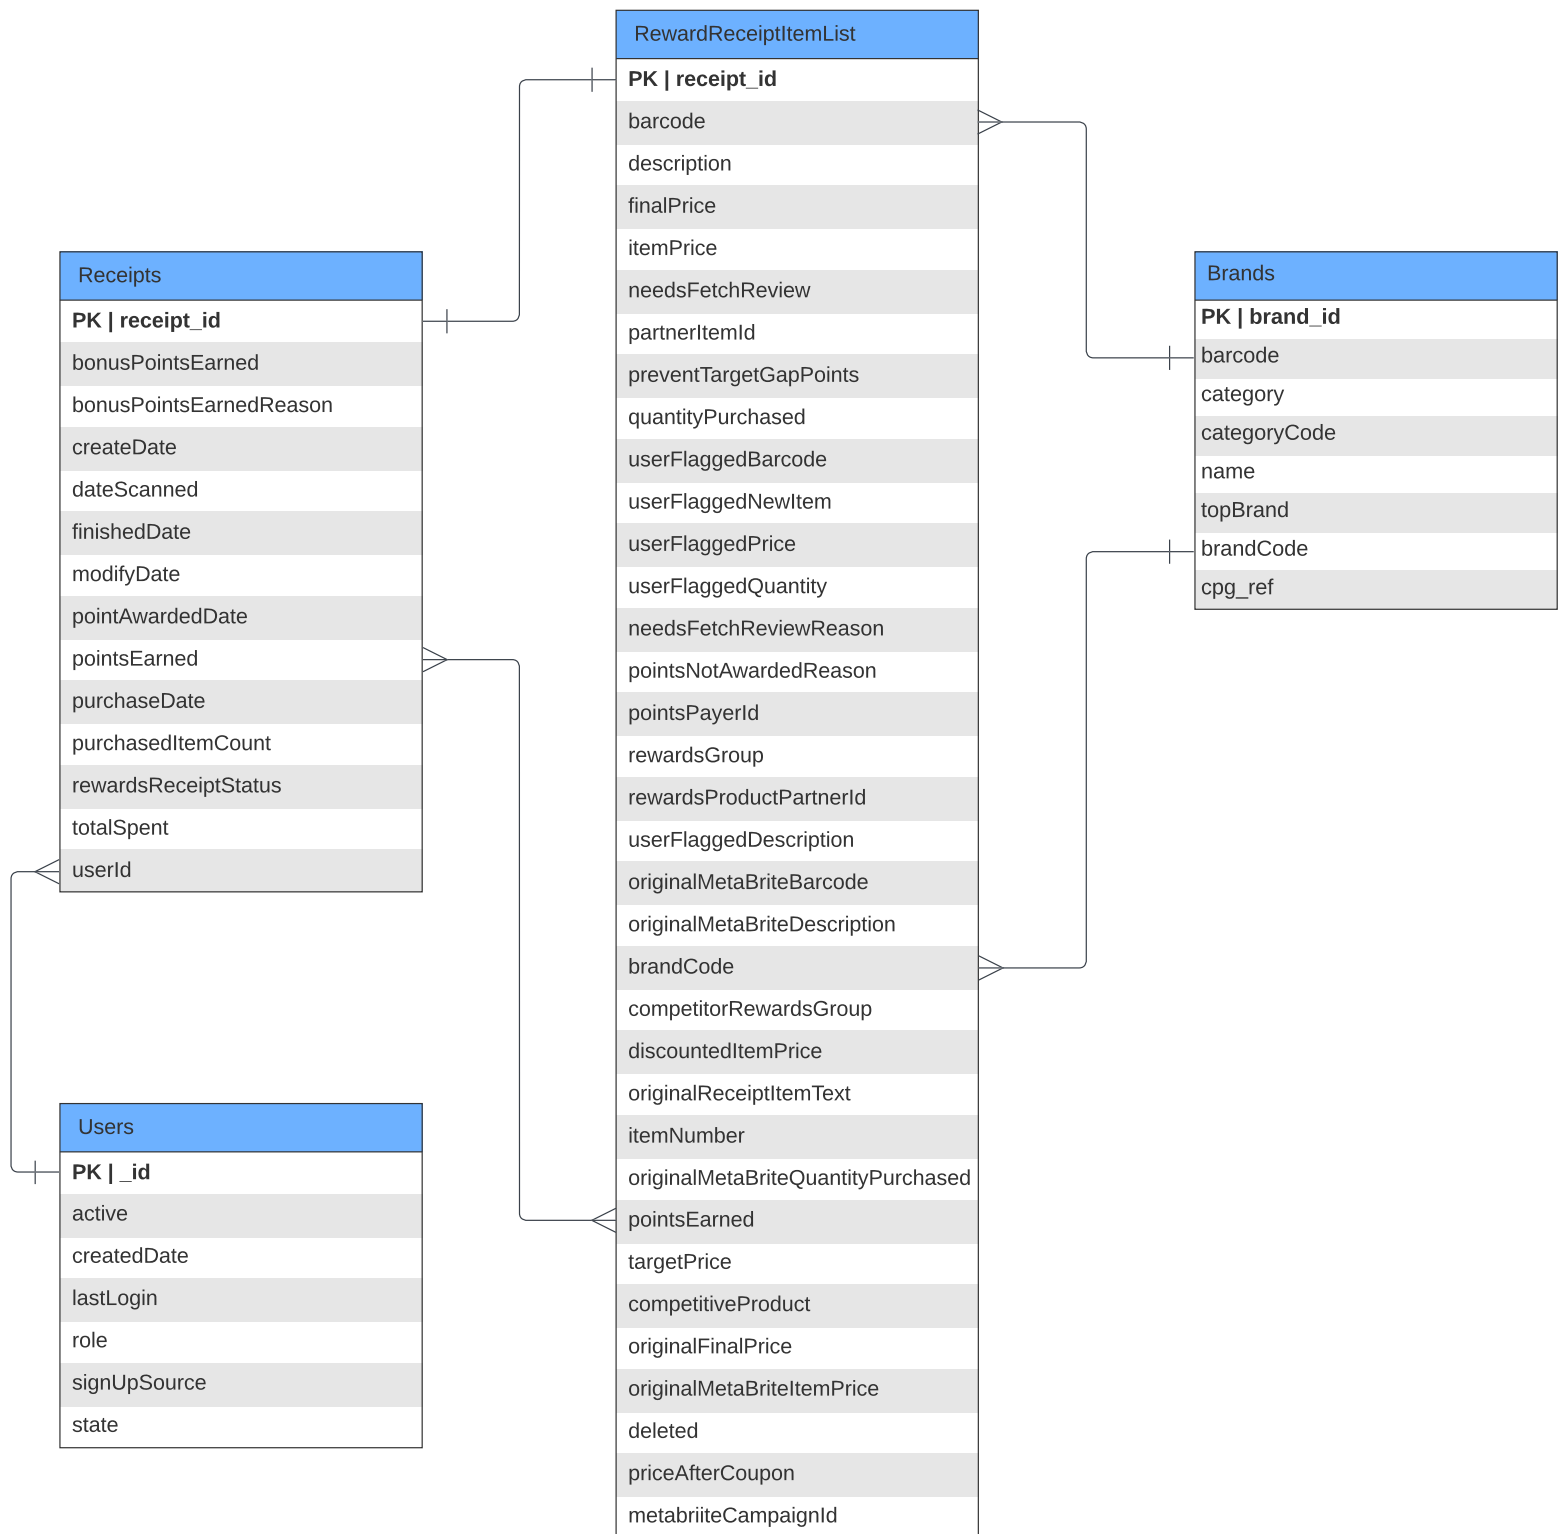 RewardReceiptItemList
PK | receipt_id
barcode
description
finalPrice
itemPrice
needsFetchReview
partnerItemId
preventTargetGapPoints
quantityPurchased
userFlaggedBarcode
userFlaggedNewItem
userFlaggedPrice
userFlaggedQuantity
needsFetchReviewReason
pointsNotAwardedReason
pointsPayerId
rewardsGroup
rewardsProductPartnerId
userFlaggedDescription
originalMetaBriteBarcode
originalMetaBriteDescription
brandCode
competitorRewardsGroup
discountedItemPrice
originalReceiptItemText
itemNumber
originalMetaBriteQuantityPurchased
pointsEarned
targetPrice
competitiveProduct
originalFinalPrice
originalMetaBriteItemPrice
deleted
priceAfterCoupon
metabriiteCampaignId
Receipts
PK | receipt_id
bonusPointsEarned
bonusPointsEarnedReason
createDate
dateScanned
finishedDate
modifyDate
pointAwardedDate
pointsEarned
purchaseDate
purchasedItemCount
rewardsReceiptStatus
totalSpent
userId
Brands
PK | brand_id
barcode
category
categoryCode
name
topBrand
brandCode
cpg_ref
Users
PK | _id
active
createdDate
lastLogin
role
signUpSource
state